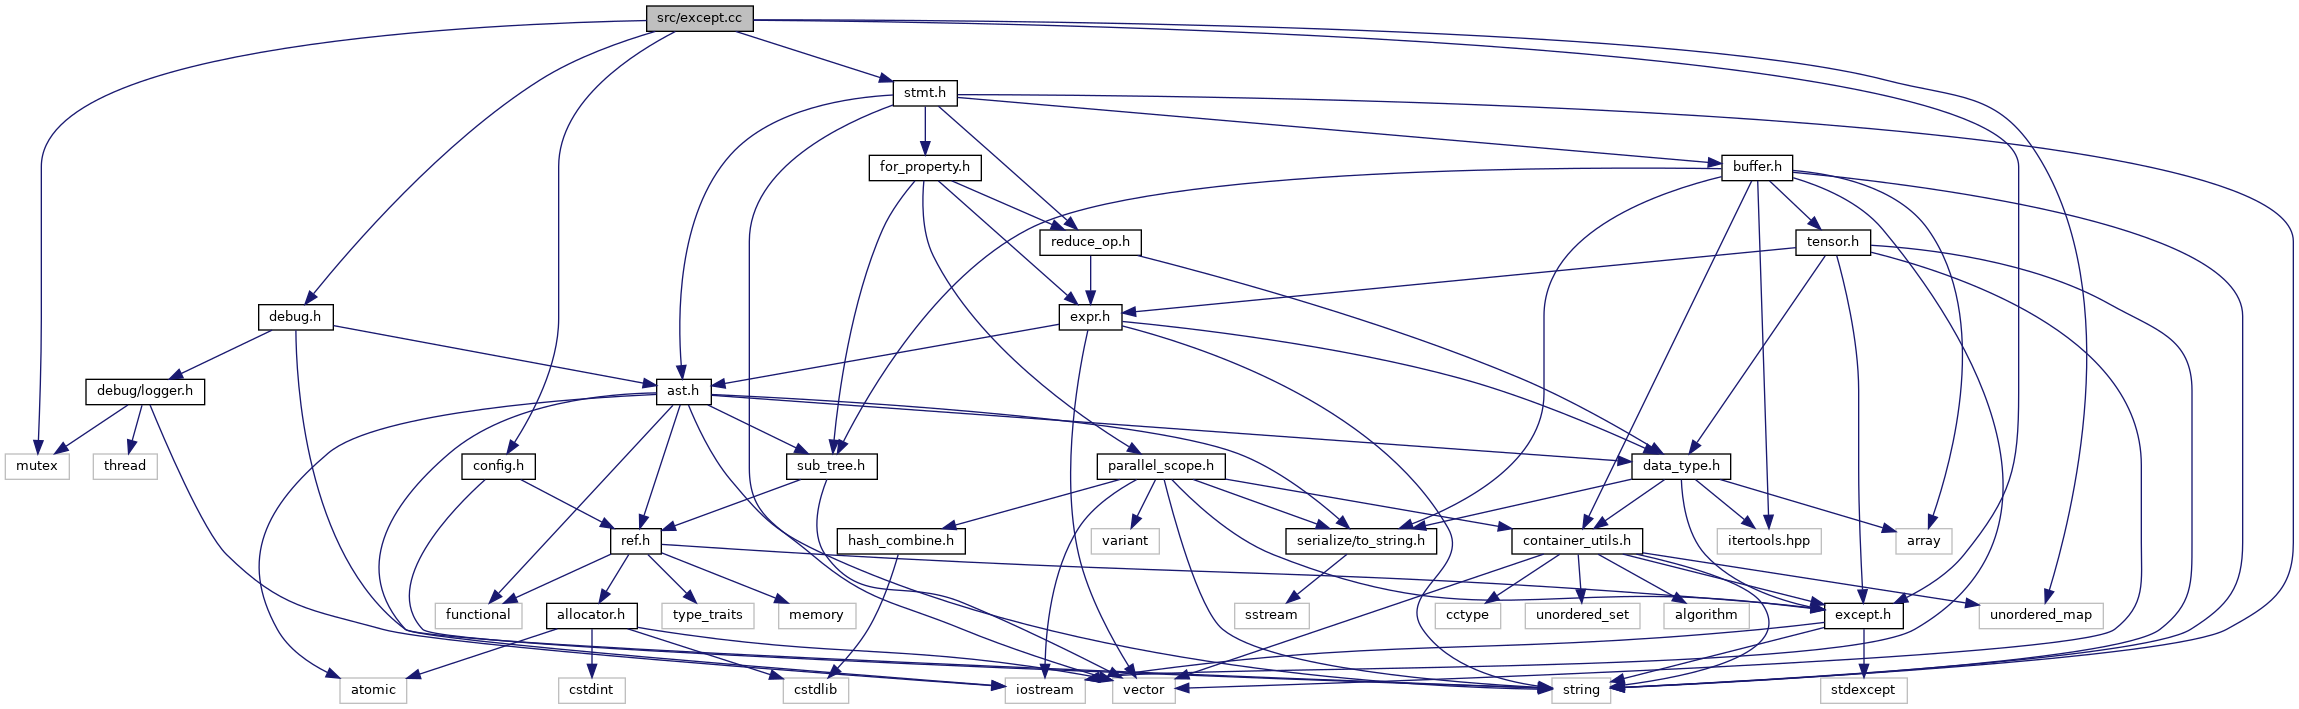 src/except.cc
stmt.h
for_property.h
buffer.h
reduce_op.h
tensor.h
debug.h
expr.h
debug/logger.h
ast.h
mutex
thread
config.h
sub_tree.h
parallel_scope.h
data_type.h
ref.h
hash_combine.h
variant
serialize/to_string.h
container_utils.h
itertools.hpp
array
functional
allocator.h
type_traits
memory
sstream
cctype
unordered_set
algorithm
except.h
unordered_map
atomic
cstdint
cstdlib
iostream
vector
string
stdexcept